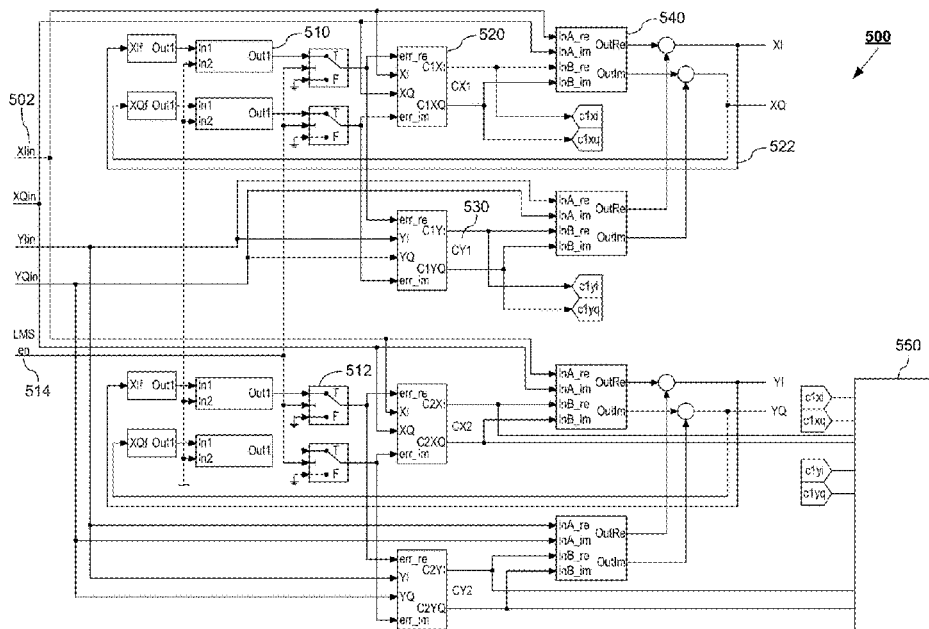 500
510
520
540
XIf
Out1
In1
In2
Out1
T
F
err_re
XI
XQ
err_im
C1XI
C1XQ
CX1
InA_re
InA_im
InB_re
InB_im
OutRe
OutIm
XI
XQ
502
XQf
Out1
In1
In2
Out1
T
F
c1xi
c1xq
522
XIin
XQin
YIin
YQin
530
err_re
YI
YQ
err_im
C1YI
C1YQ
CY1
InA_re
InA_im
InB_re
InB_im
OutRe
OutIm
c1yi
c1yq
LMS
en
514
512
550
XIf
Out1
In1
In2
Out1
T
F
err_re
XI
XQ
err_im
C2XI
C2XQ
CX2
InA_re
InA_im
InB_re
InB_im
OutRe
OutIm
YI
YQ
c1xi
c1xq
XQf
Out1
In1
In2
Out1
T
F
c1yi
c1yq
err_re
YI
YQ
err_im
C2YI
C2YQ
CY2
InA_re
InA_im
InB_re
InB_im
OutRe
OutIm